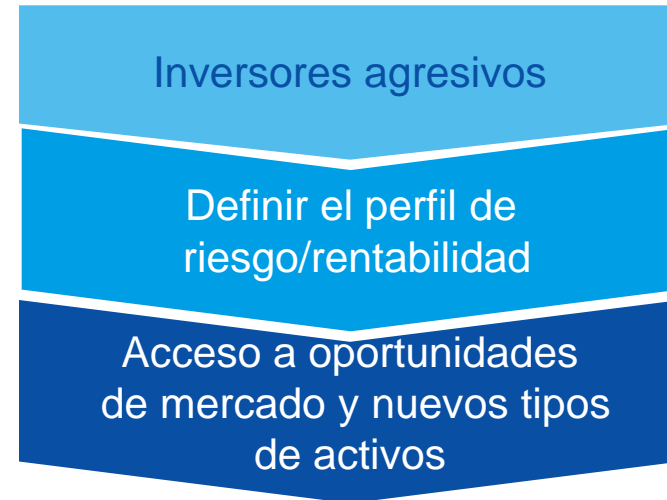 Inversores agresivos
Definir el perfil de
riesgo/rentabilidad
Acceso a oportunidades
de mercado y nuevos tipos
de activos